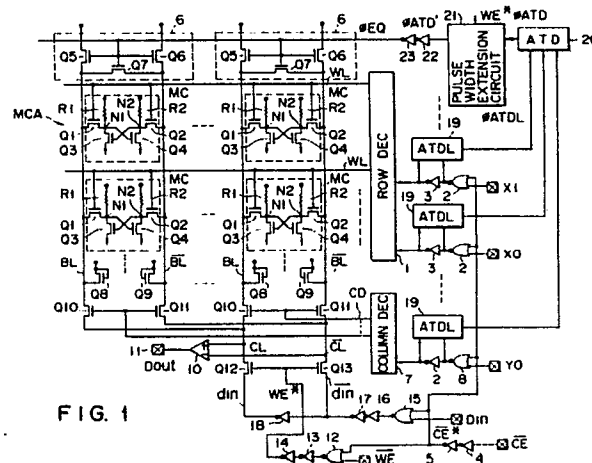 6 6 21 WE* øATD
øATD' øEQ
Q5 Q6 Q5 Q6 ATD 20
Q7 23 22
PULSE WIDTH EXTENSION CIRCUIT
WL
MC MC øATDL
R1 N2 R2 R1 N2 R2
MCA N1 N1 19
Q1 Q2 Q1 Q2 ATDL
Q3 Q4 Q3 Q4
ROW DEC
WL 3 2 X1
MC MC 19
R1 N2 R2 R1 N2 R2 ATDL
N1 N1
Q1 Q2 Q1 Q2
Q3 Q4 Q3 Q4 3 2 X0
1
BL BL BL BL
Q8 Q9 Q8 Q9 19
CD ATDL
Q10 Q11 Q10 Q11
COLUMN DEC
11 CL CL
Dout 10 7 2 8 Y0
Q12 Q13
din WE* din 17 16 15
Din
18 CE*
14 13 12 CE
FIG. 1 WE 5 4